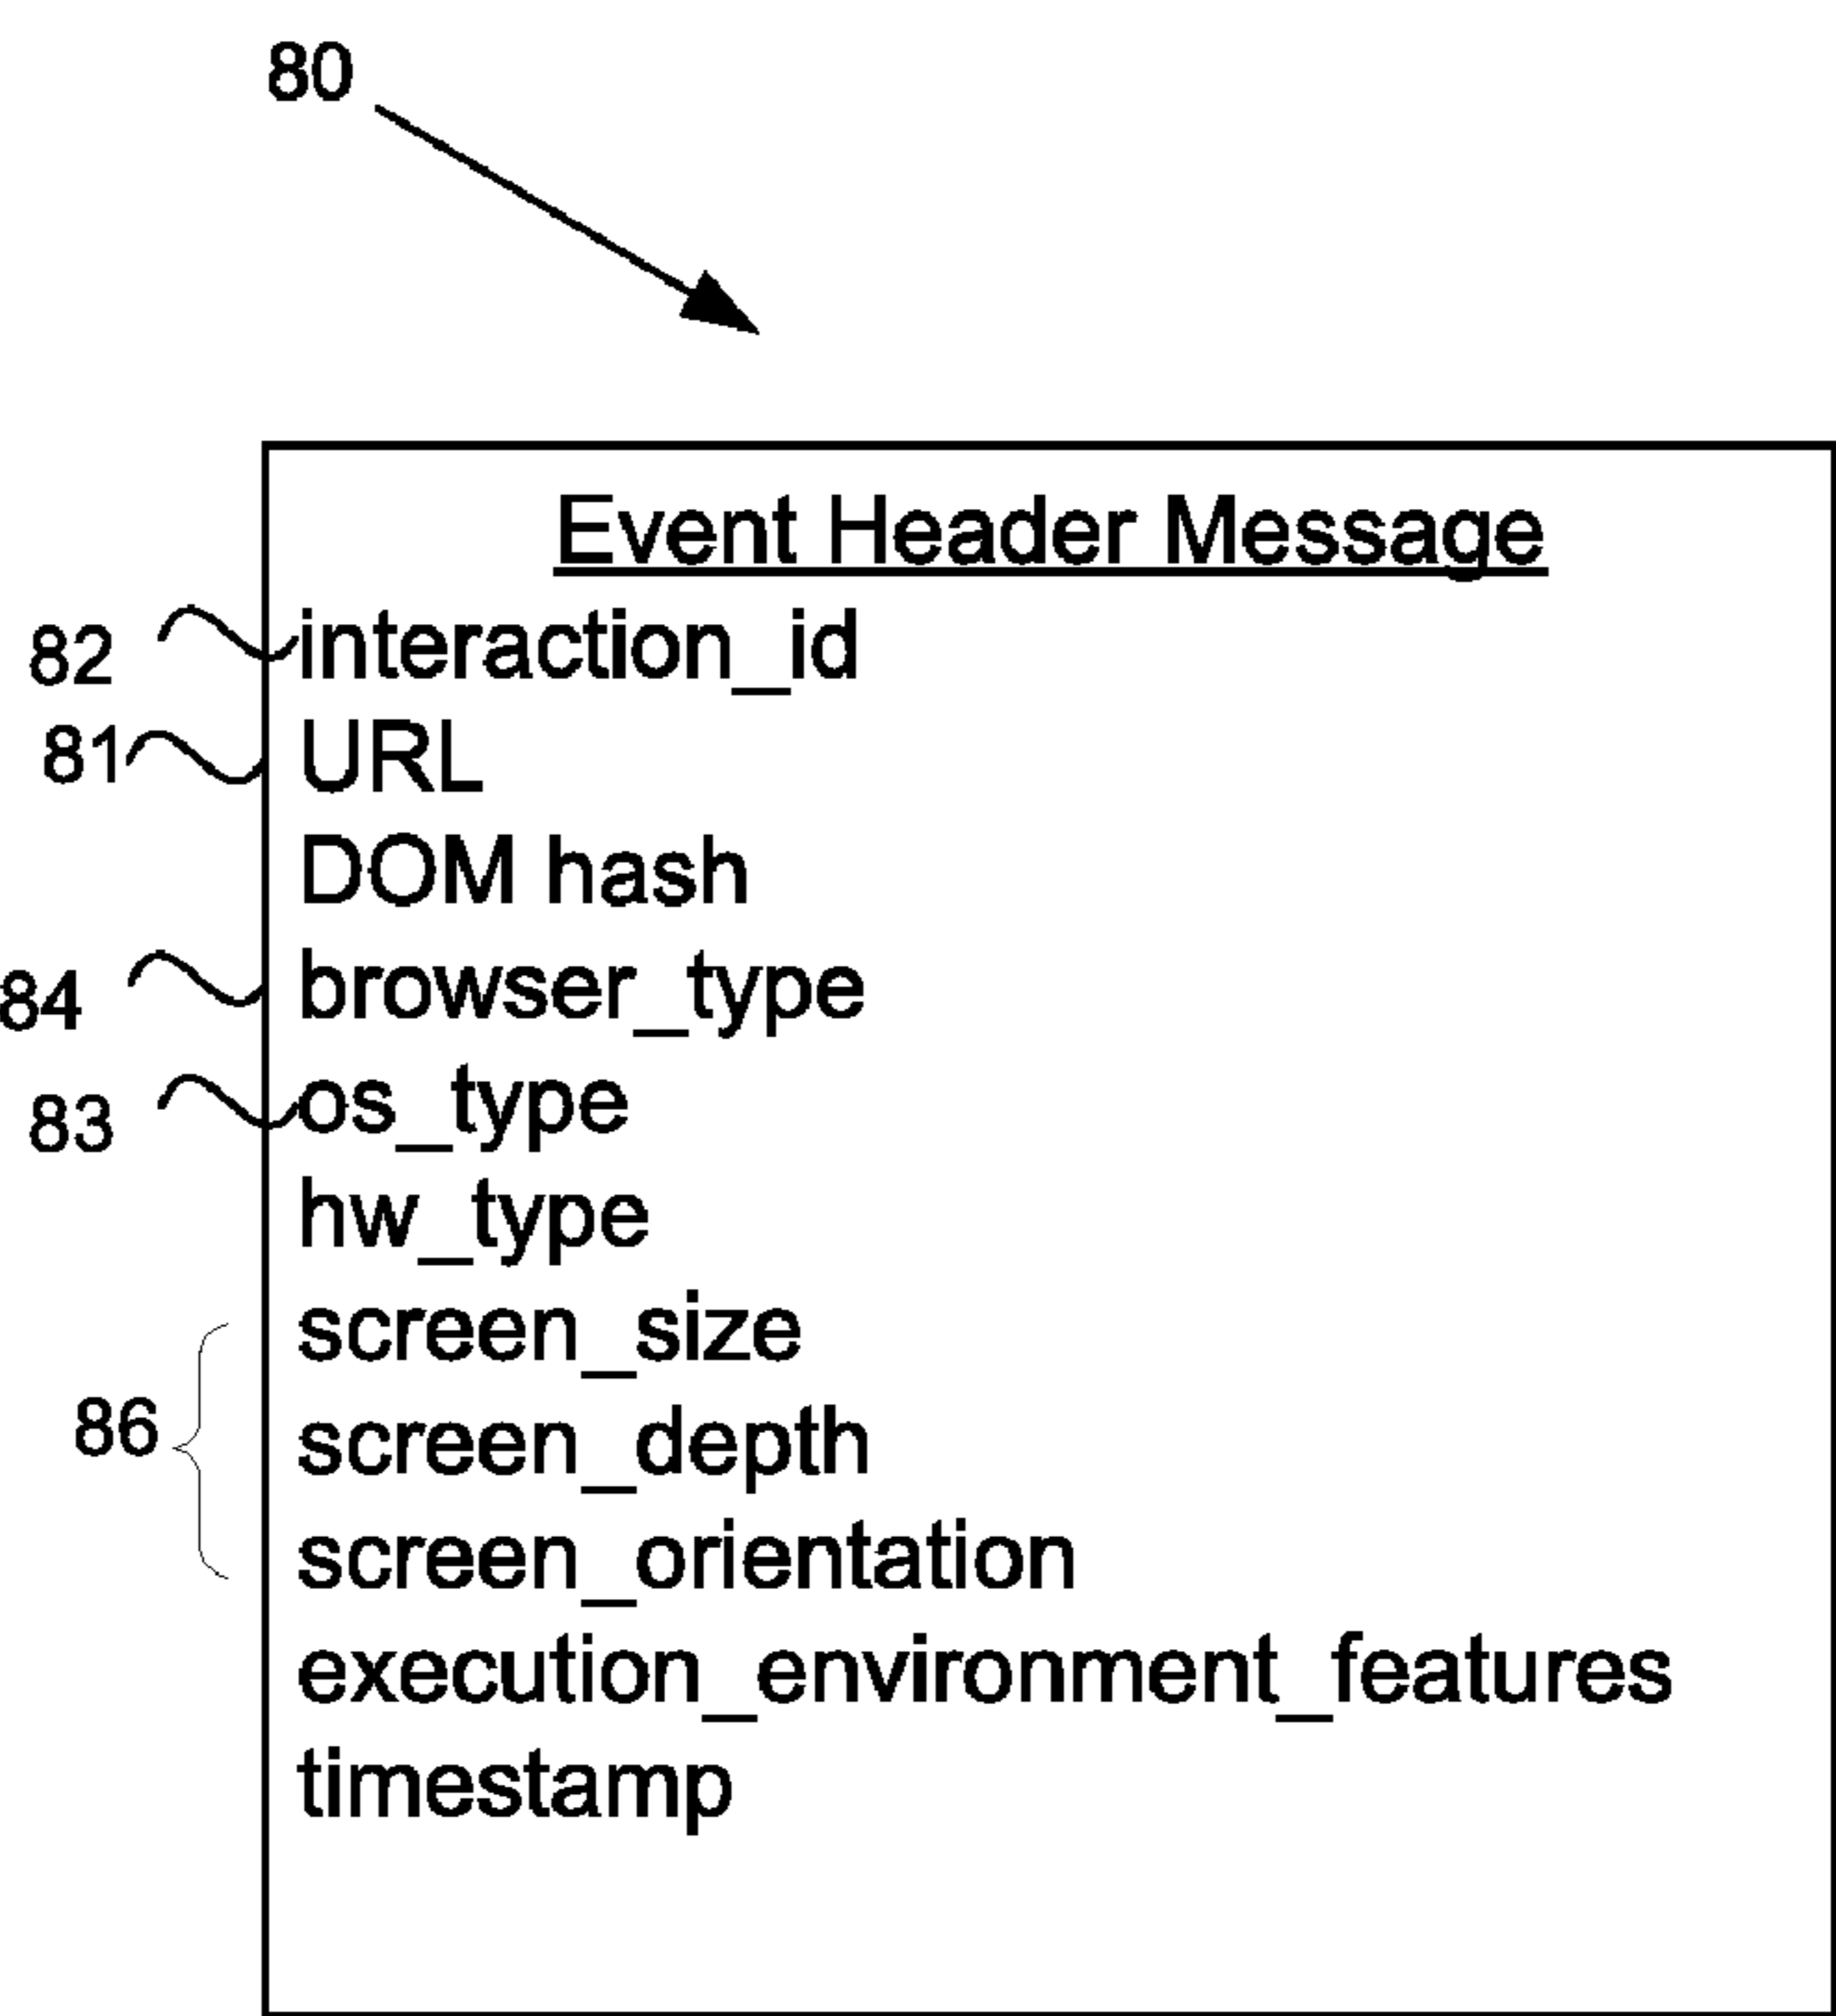 80
Event Header Message
82 interaction_id
81 URL
DOM hash
84 browser_type
83 os_type
hw_type
screen_size
86 screen_depth
screen_orientation
execution_environment_features
timestamp